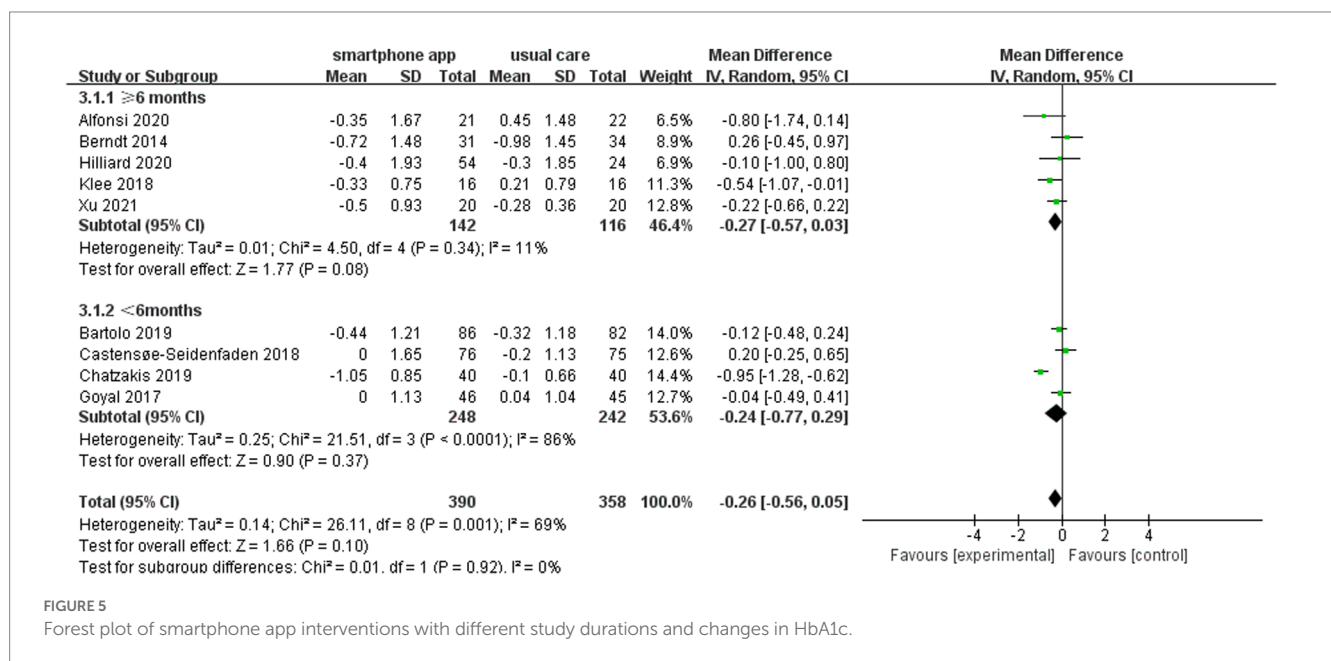 smartphone app usual care Mean Difference Mean Difference
Study or Subgroup Mean SD Total Mean SD Total Weight IV, Random, 95% CI IV, Random, 95% CI
3.1.1 ≥6 months
Alfonsi 2020 -0.35 1.67 21 0.45 1.48 22 6.5% -0.80 [-1.74, 0.14]
Berndt 2014 -0.72 1.48 31 -0.98 1.45 34 8.9% 0.26 [-0.45, 0.97]
Hilliard 2020 -0.4 1.93 54 -0.3 1.85 24 6.9% -0.10 [-1.00, 0.80]
Klee 2018 -0.33 0.75 16 0.21 0.79 16 11.3% -0.54 [-1.07, -0.01]
Xu 2021 -0.5 0.93 20 -0.28 0.36 20 12.8% -0.22 [-0.66, 0.22]
Subtotal (95% CI) 142 116 46.4% -0.27 [-0.57, 0.03]
Heterogeneity: Tau² = 0.01; Chi² = 4.50, df = 4 (P = 0.34); I² = 11%
Test for overall effect: Z = 1.77 (P = 0.08)
3.1.2 <6months
Bartolo 2019 -0.44 1.21 86 -0.32 1.18 82 14.0% -0.12 [-0.48, 0.24]
Castensøe-Seidenfaden 2018 0 1.65 76 -0.2 1.13 75 12.6% 0.20 [-0.25, 0.65]
Chatzakis 2019 -1.05 0.85 40 -0.1 0.66 40 14.4% -0.95 [-1.28, -0.62]
Goyal 2017 0 1.13 46 0.04 1.04 45 12.7% -0.04 [-0.49, 0.41]
Subtotal (95% CI) 248 242 53.6% -0.24 [-0.77, 0.29]
Heterogeneity: Tau² = 0.25; Chi² = 21.51, df = 3 (P < 0.0001); I² = 86%
Test for overall effect: Z = 0.90 (P = 0.37)
Total (95% CI) 390 358 100.0% -0.26 [-0.56, 0.05]
Heterogeneity: Tau² = 0.14; Chi² = 26.11, df = 8 (P = 0.001); I² = 69%
Test for overall effect: Z = 1.66 (P = 0.10)
Test for subgroup differences: Chi² = 0.01, df = 1 (P = 0.92), I² = 0%
-4 -2 0 2 4
Favours [experimental] Favours [control]
FIGURE 5
Forest plot of smartphone app interventions with different study durations and changes in HbA1c.